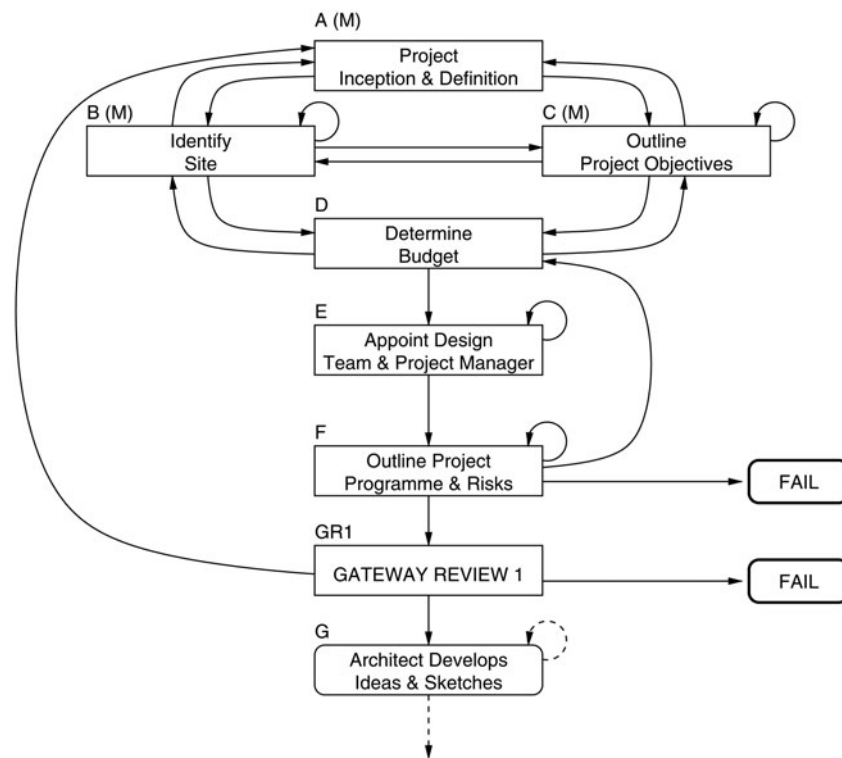 A (M)
Project
Inception & Definition
B (M)
Identify
Site
C (M)
Outline
Project Objectives
D
Determine
Budget
E
Appoint Design
Team & Project Manager
F
Outline Project
Programme & Risks
FAIL
GR1
GATEWAY REVIEW 1
FAIL
G
Architect Develops
Ideas & Sketches